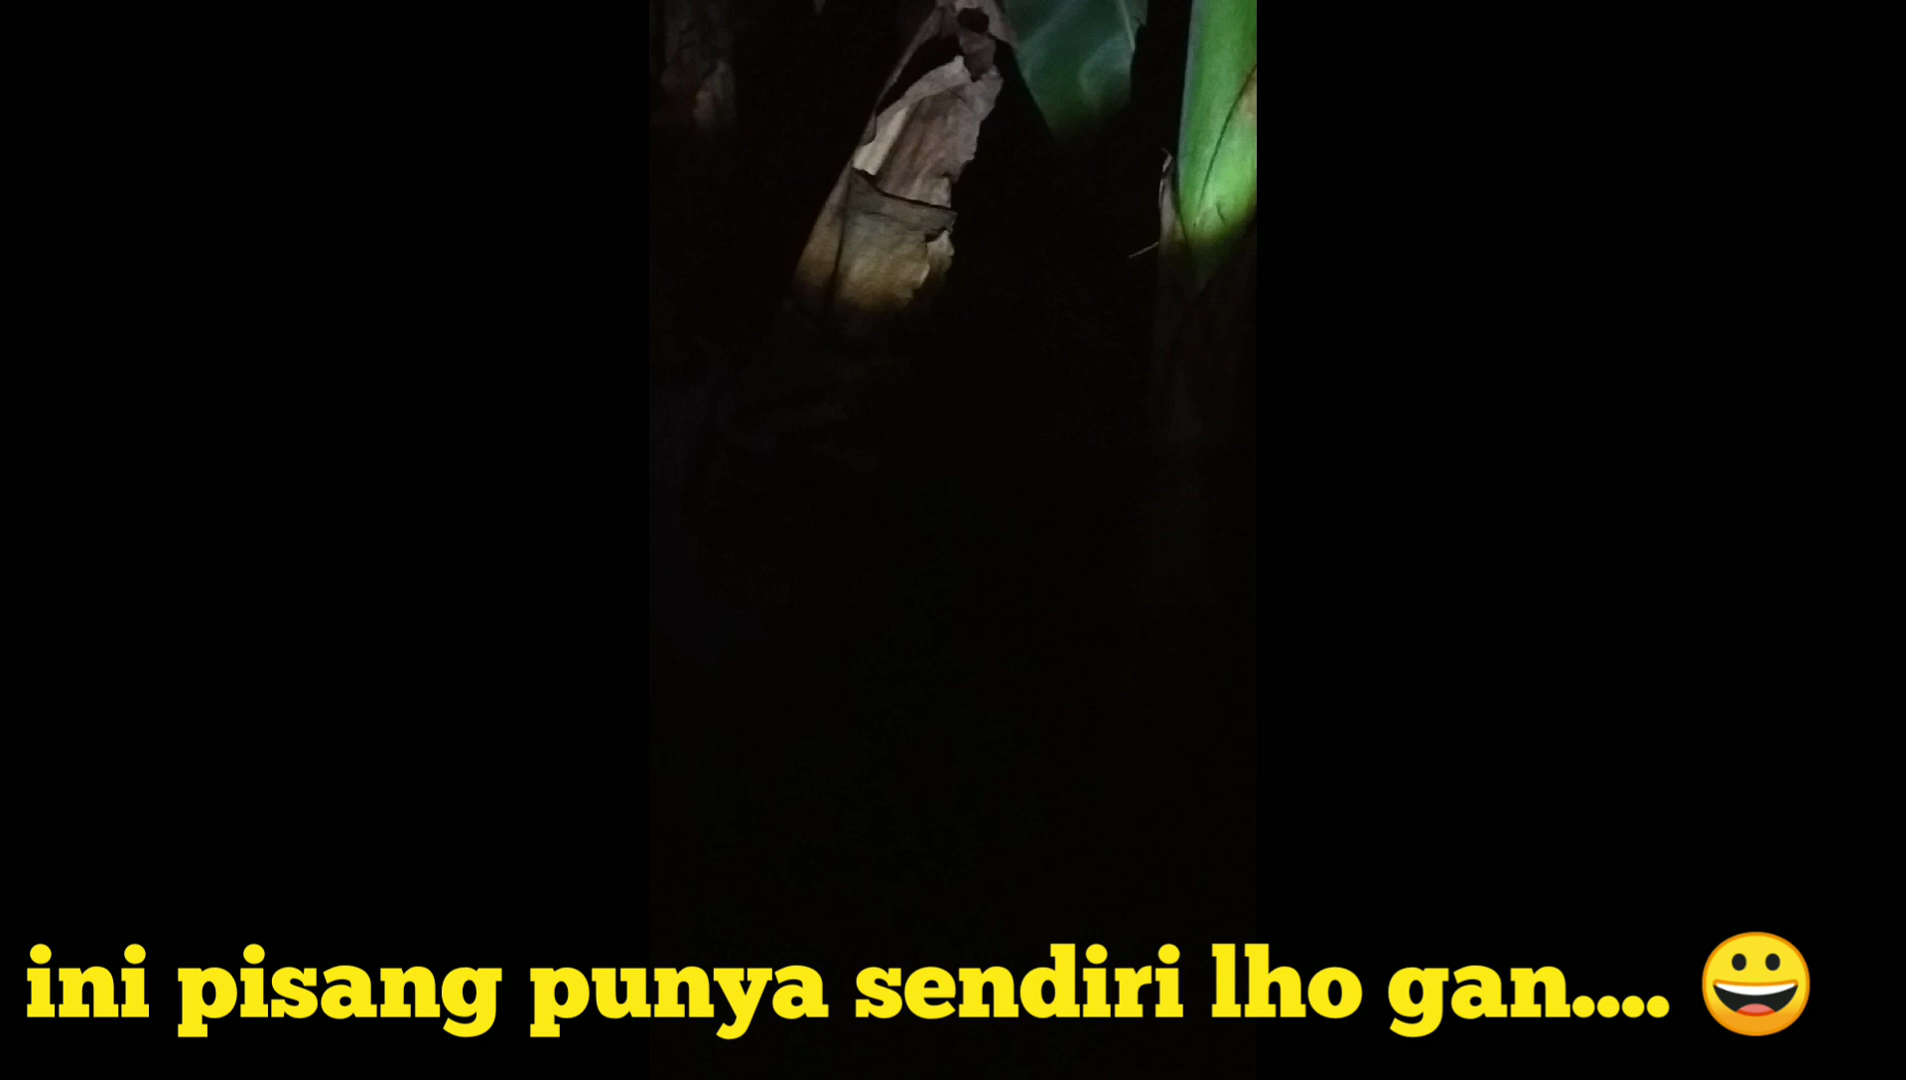 ini pisang punya sendiri lho gan.... 😀